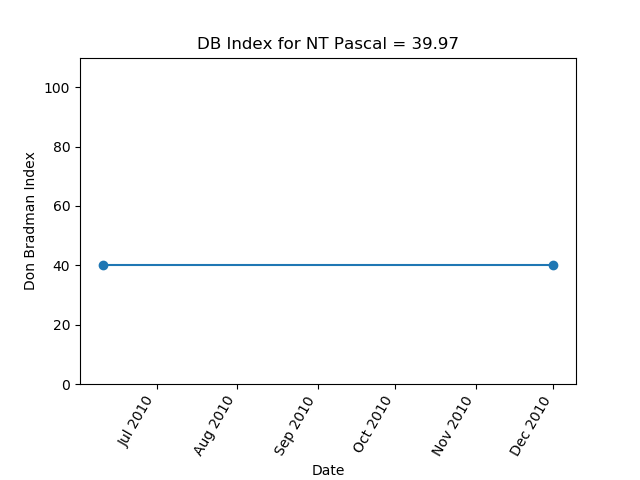 DB Index for NT Pascal = 39.97
Don Bradman Index
100
80
60
40
20
0
Jul 2010
Aug 2010
Sep 2010
Oct 2010
Nov 2010
Dec 2010
Date